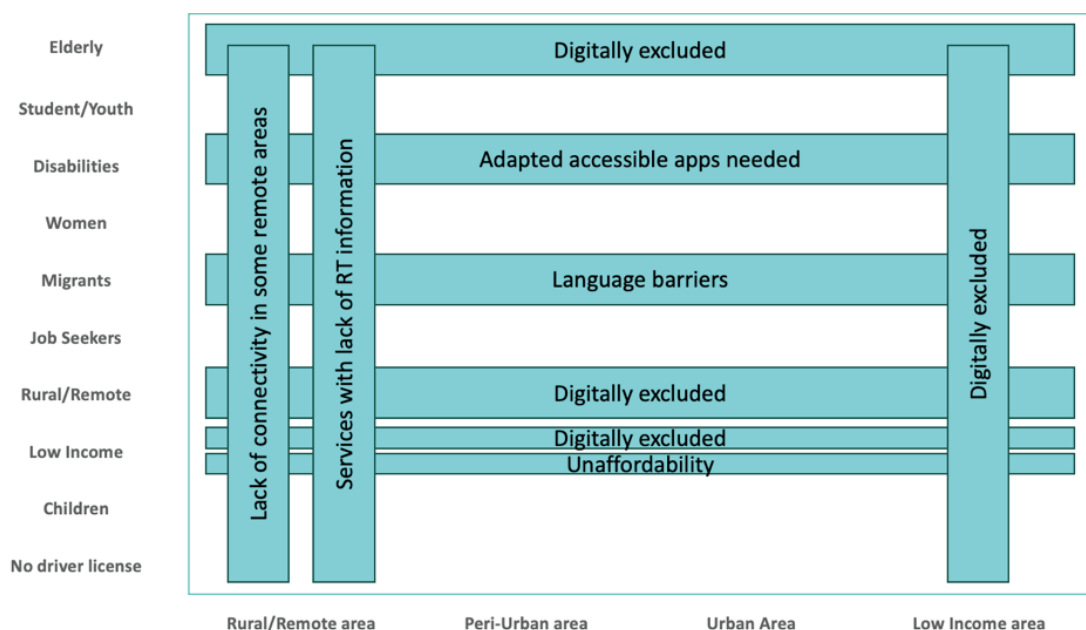 Elderly
Digitally excluded
Student/Youth
Disabilities
Adapted accessible apps needed
Women
Migrants
Language barriers
Job Seekers
Rural/Remote
Digitally excluded
Low Income
Digitally excluded
Unaffordability
Children
No driver license
Lack of connectivity in some remote areas
Services with lack of RT information
Digitally excluded
Rural/Remote area
Peri-Urban area
Urban Area
Low Income area